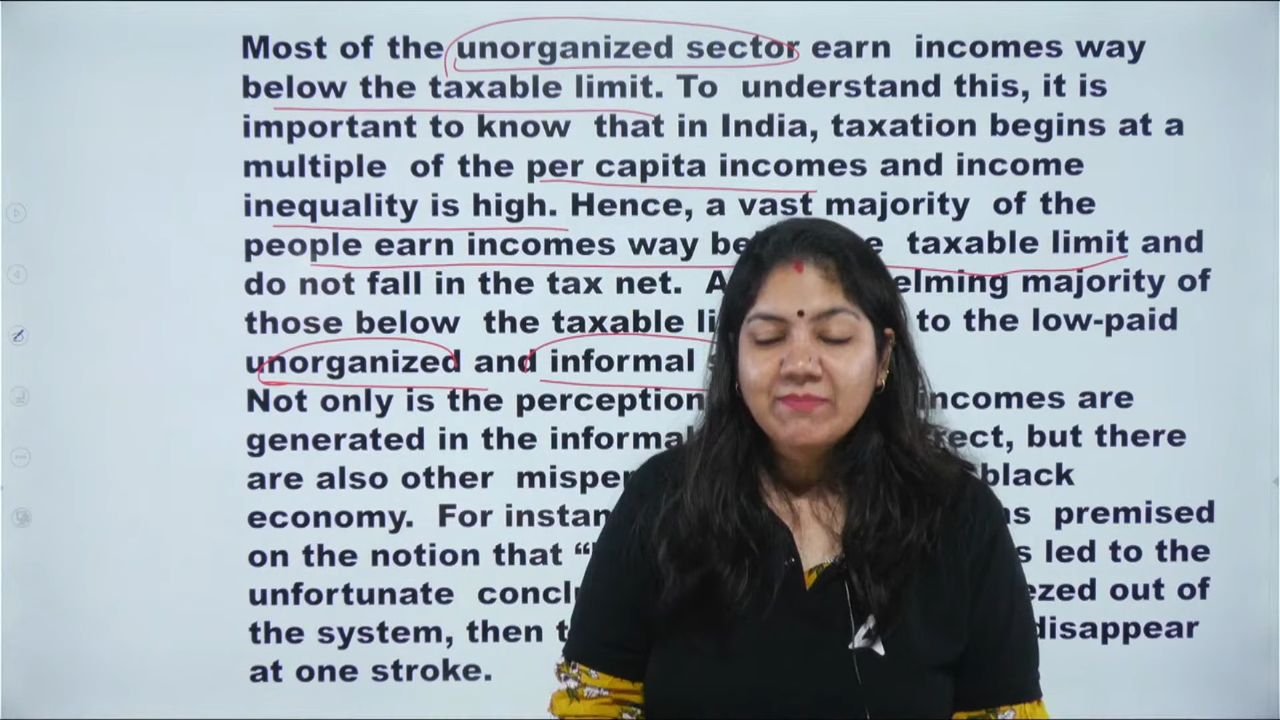 Most of the unorganized sector earn incomes way
below the taxable limit. To understand this, it is
important to know that in India, taxation begins at a
multiple of the per capita incomes and income
inequality is high. Hence, a vast majority of the
people earn incomes way taxable limit and
do not fall in the tax net. majority of
those below the taxable to the low-paid
unorganized and informal
Not only is the perception incomes are
generated in the informal but there
are also other black
economy. For premised
on the notion that led to the
unfortunate out of
the system, then disappear
at one stroke.